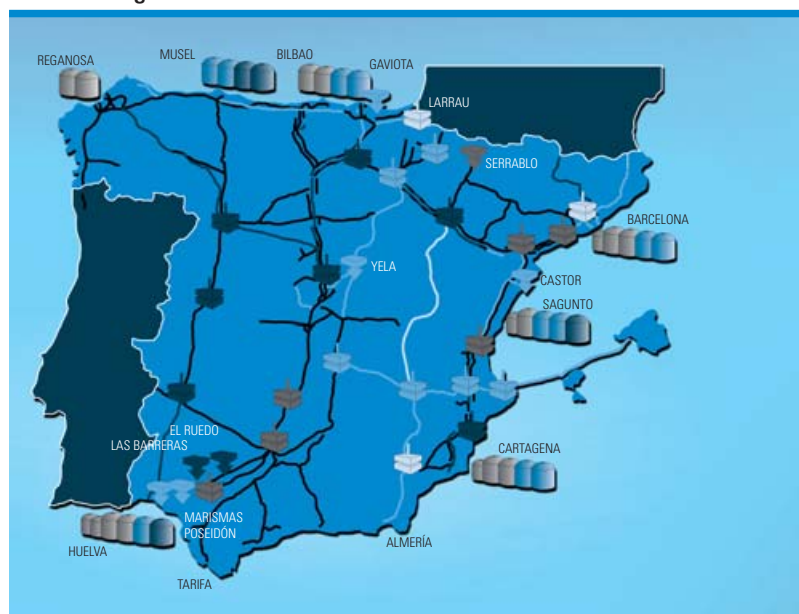 REGANOSA
MUSEL
BILBAO
GAVIOTA
LARRAU
SERRABLO
BARCELONA
YELA
CASTOR
SAGUNTO
EL RUEDO
LAS BARRERAS
CARTAGENA
MARISMAS
POSEIDÓN
HUELVA
ALMERÍA
TARIFA